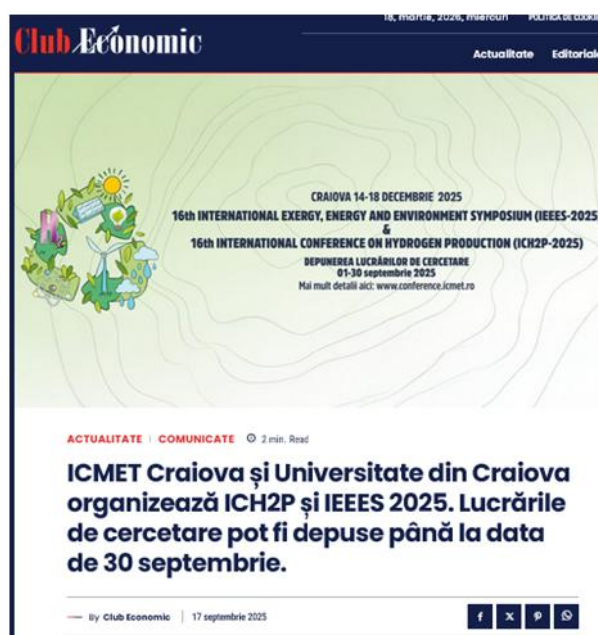 18, martie, 2026, miercuri POLITICA DE COOKIE
Club Economic
Actualitate Editoriale
CRAIOVA 14-18 DECEMBRIE 2025
16th INTERNATIONAL EXERGY, ENERGY AND ENVIRONMENT SYMPOSIUM (IEEES-2025)
&
16th INTERNATIONAL CONFERENCE ON HYDROGEN PRODUCTION (ICH2P-2025)
DEPUNEREA LUCRĂRILOR DE CERCETARE
01-30 septembrie 2025
Mai mult detalii aici: www.conference.icmet.ro
H
ACTUALITATE | COMUNICATE 2 min. Read
ICMET Craiova și Universitate din Craiova
organizează ICH2P și IEEES 2025. Lucrările
de cercetare pot fi depuse până la data
de 30 septembrie.
By Club Economic | 17 septembrie 2025